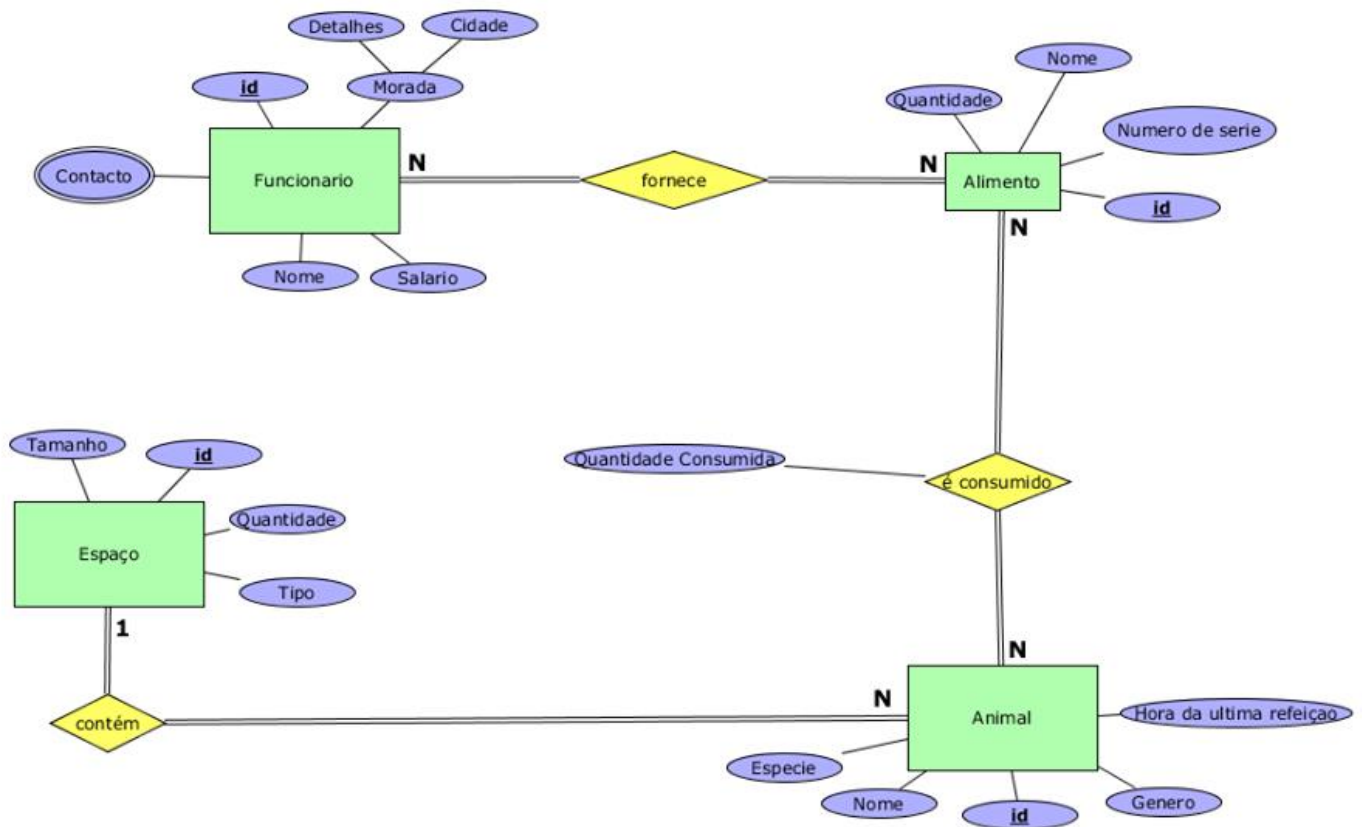 Detalhes
Cidade
id
Morada
Contacto
Funcionario
N
Nome
Salario
fornece
N
Quantidade
Nome
Numero de serie
Alimento
id
N
Tamanho
id
Quantidade
Espaço
Tipo
1
contém
Quantidade Consumida
é consumido
N
N
Animal
Hora da ultima refeiçao
Especie
Nome
id
Genero